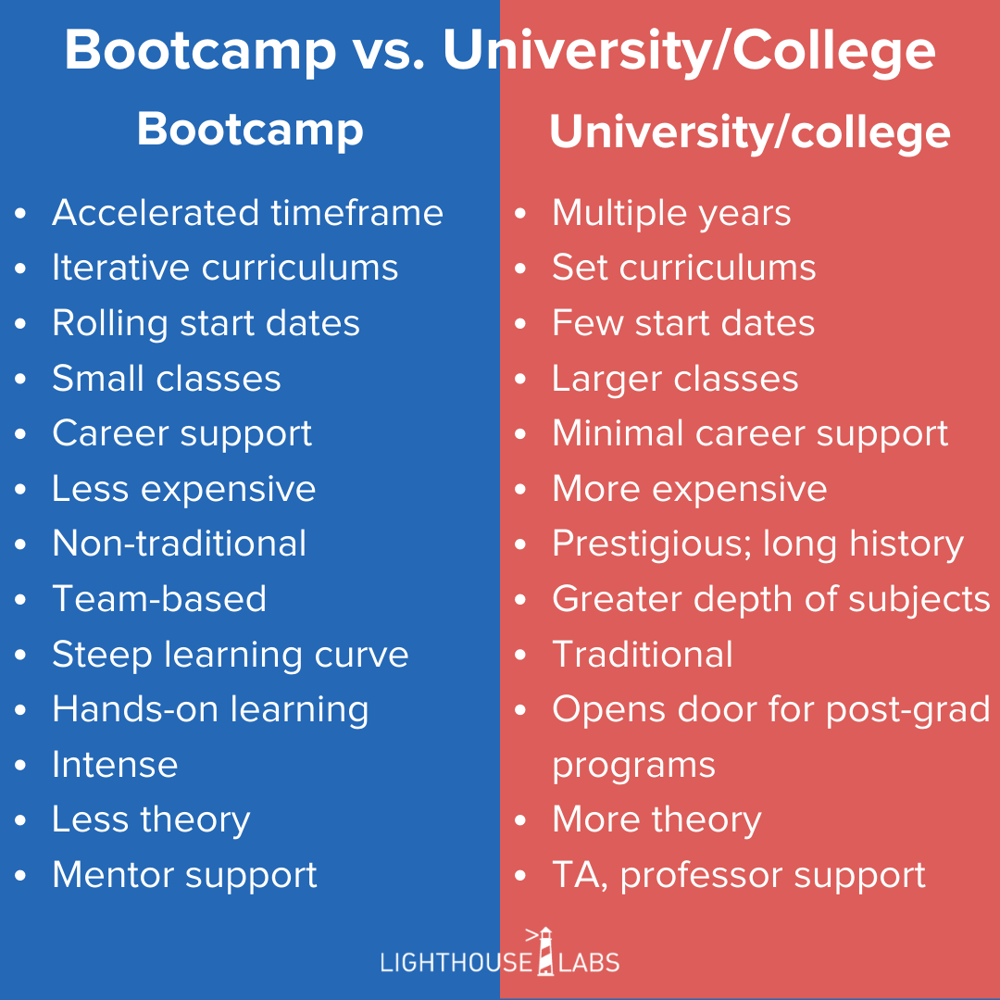 Bootcamp vs. University/College
Bootcamp
• Accelerated timeframe
• Iterative curriculums
• Rolling start dates
• Small classes
• Career support
• Less expensive
• Non-traditional
• Team-based
• Steep learning curve
• Hands-on learning
• Intense
• Less theory
• Mentor support
University/college
• Multiple years
• Set curriculums
• Few start dates
• Larger classes
• Minimal career support
• More expensive
• Prestigious; long history
• Greater depth of subjects
• Traditional
• Opens door for post-grad
programs
• More theory
• TA, professor support
LIGHTHOUSE LABS